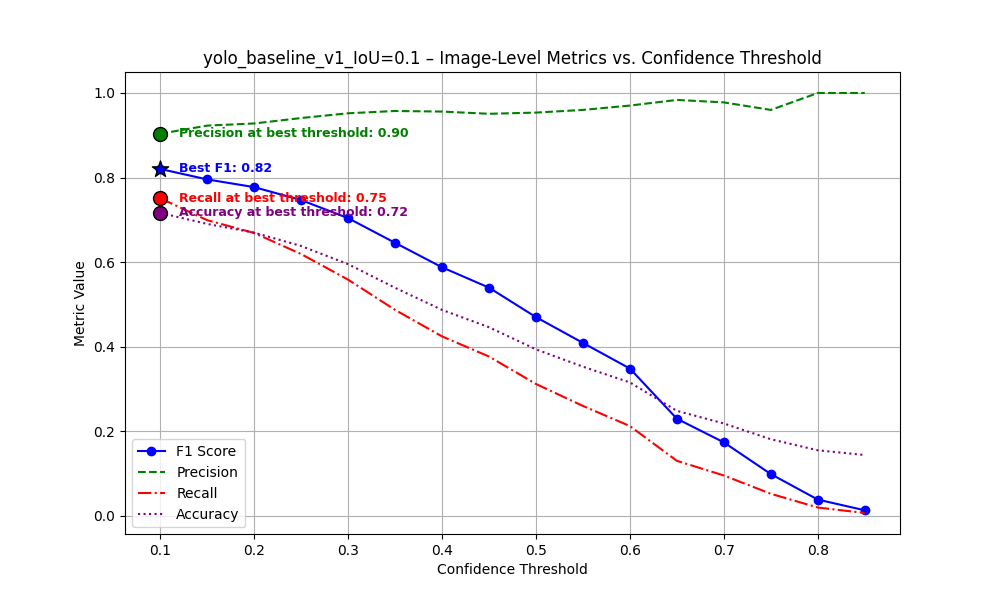 yolo_baseline_v1_IoU=0.1 – Image-Level Metrics vs. Confidence Threshold
Metric Value
1.0
0.8
0.6
0.4
0.2
0.0
Precision at best threshold: 0.90
Best F1: 0.82
Recall at best threshold: 0.75
Accuracy at best threshold: 0.72
F1 Score
Precision
Recall
Accuracy
0.1 0.2 0.3 0.4 0.5 0.6 0.7 0.8
Confidence Threshold